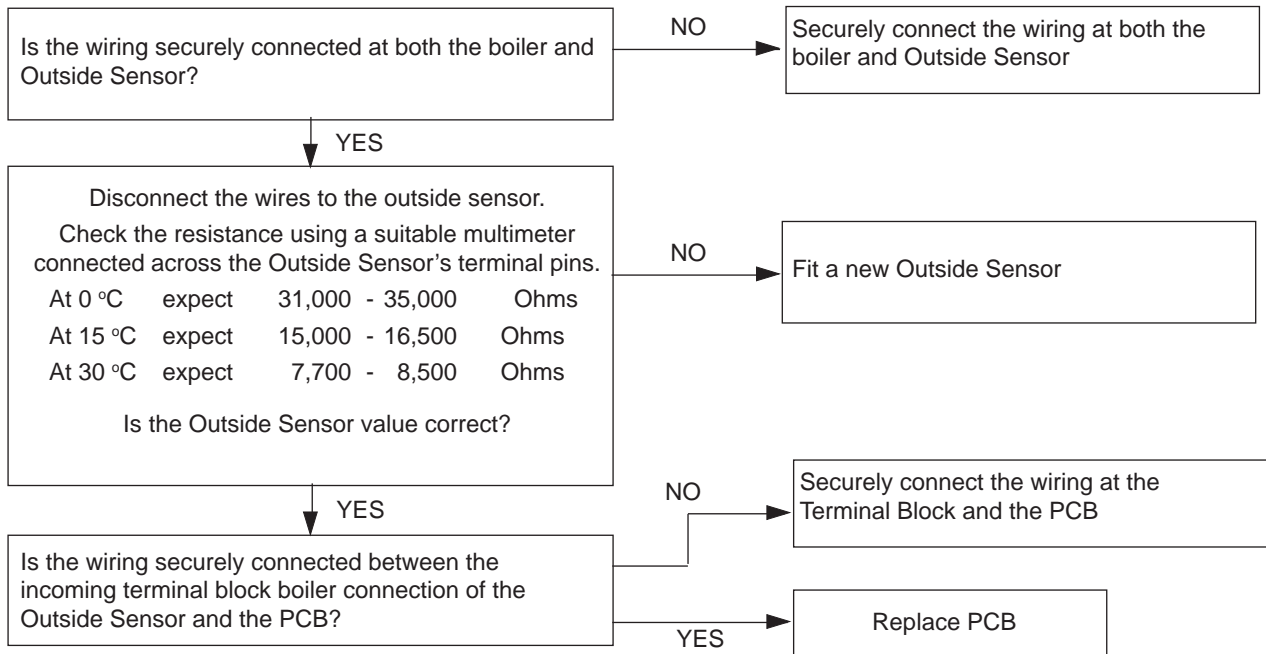 Is the wiring securely connected at both the boiler and
Outside Sensor?
NO
Securely connect the wiring at both the
boiler and Outside Sensor
YES
Disconnect the wires to the outside sensor.
Check the resistance using a suitable multimeter
connected across the Outside Sensor's terminal pins.
At 0 °C expect 31,000 - 35,000 Ohms
At 15 °C expect 15,000 - 16,500 Ohms
At 30 °C expect 7,700 - 8,500 Ohms
Is the Outside Sensor value correct?
NO
Fit a new Outside Sensor
YES
Is the wiring securely connected between the
incoming terminal block boiler connection of the
Outside Sensor and the PCB?
NO
Securely connect the wiring at the
Terminal Block and the PCB
YES
Replace PCB